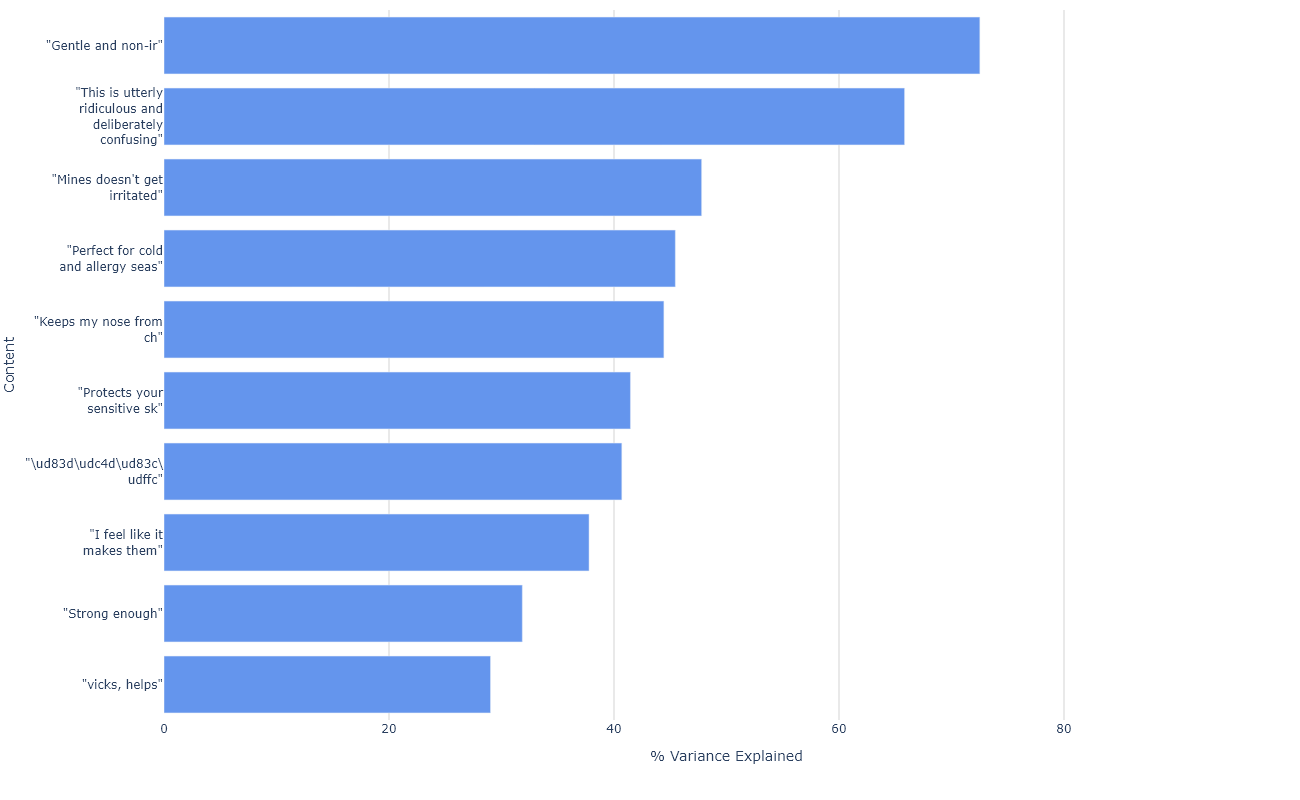 "Gentle and non-ir"
"This is utterly
ridiculous and
deliberately
confusing"
"Mines doesn't get
irritated"
"Perfect for cold
and allergy seas"
"Keeps my nose from
ch"
"Protects your
sensitive sk"
"\ud83d\udc4d\ud83c\
udffc"
"I feel like it
makes them"
"Strong enough"
"vicks, helps"
Content
0 20 40 60 80
% Variance Explained